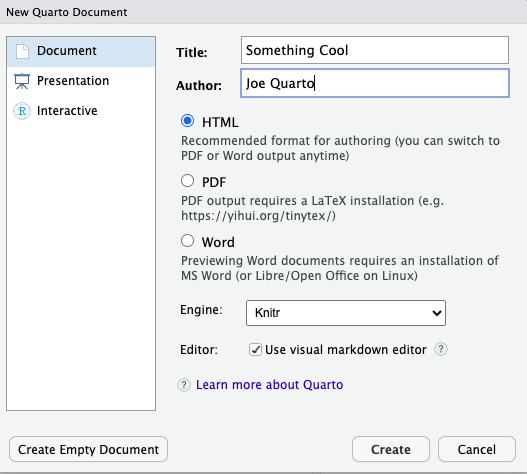 New Quarto Document
Document
Presentation
Interactive
Title: Something Cool
Author: Joe Quarto
HTML
Recommended format for authoring (you can switch to
PDF or Word output anytime)
PDF
PDF output requires a LaTeX installation (e.g.
https://yihui.org/tinytex/)
Word
Previewing Word documents requires an installation of
MS Word (or Libre/Open Office on Linux)
Engine: Knitr
Editor: Use visual markdown editor ?
? Learn more about Quarto
Create Empty Document Create Cancel